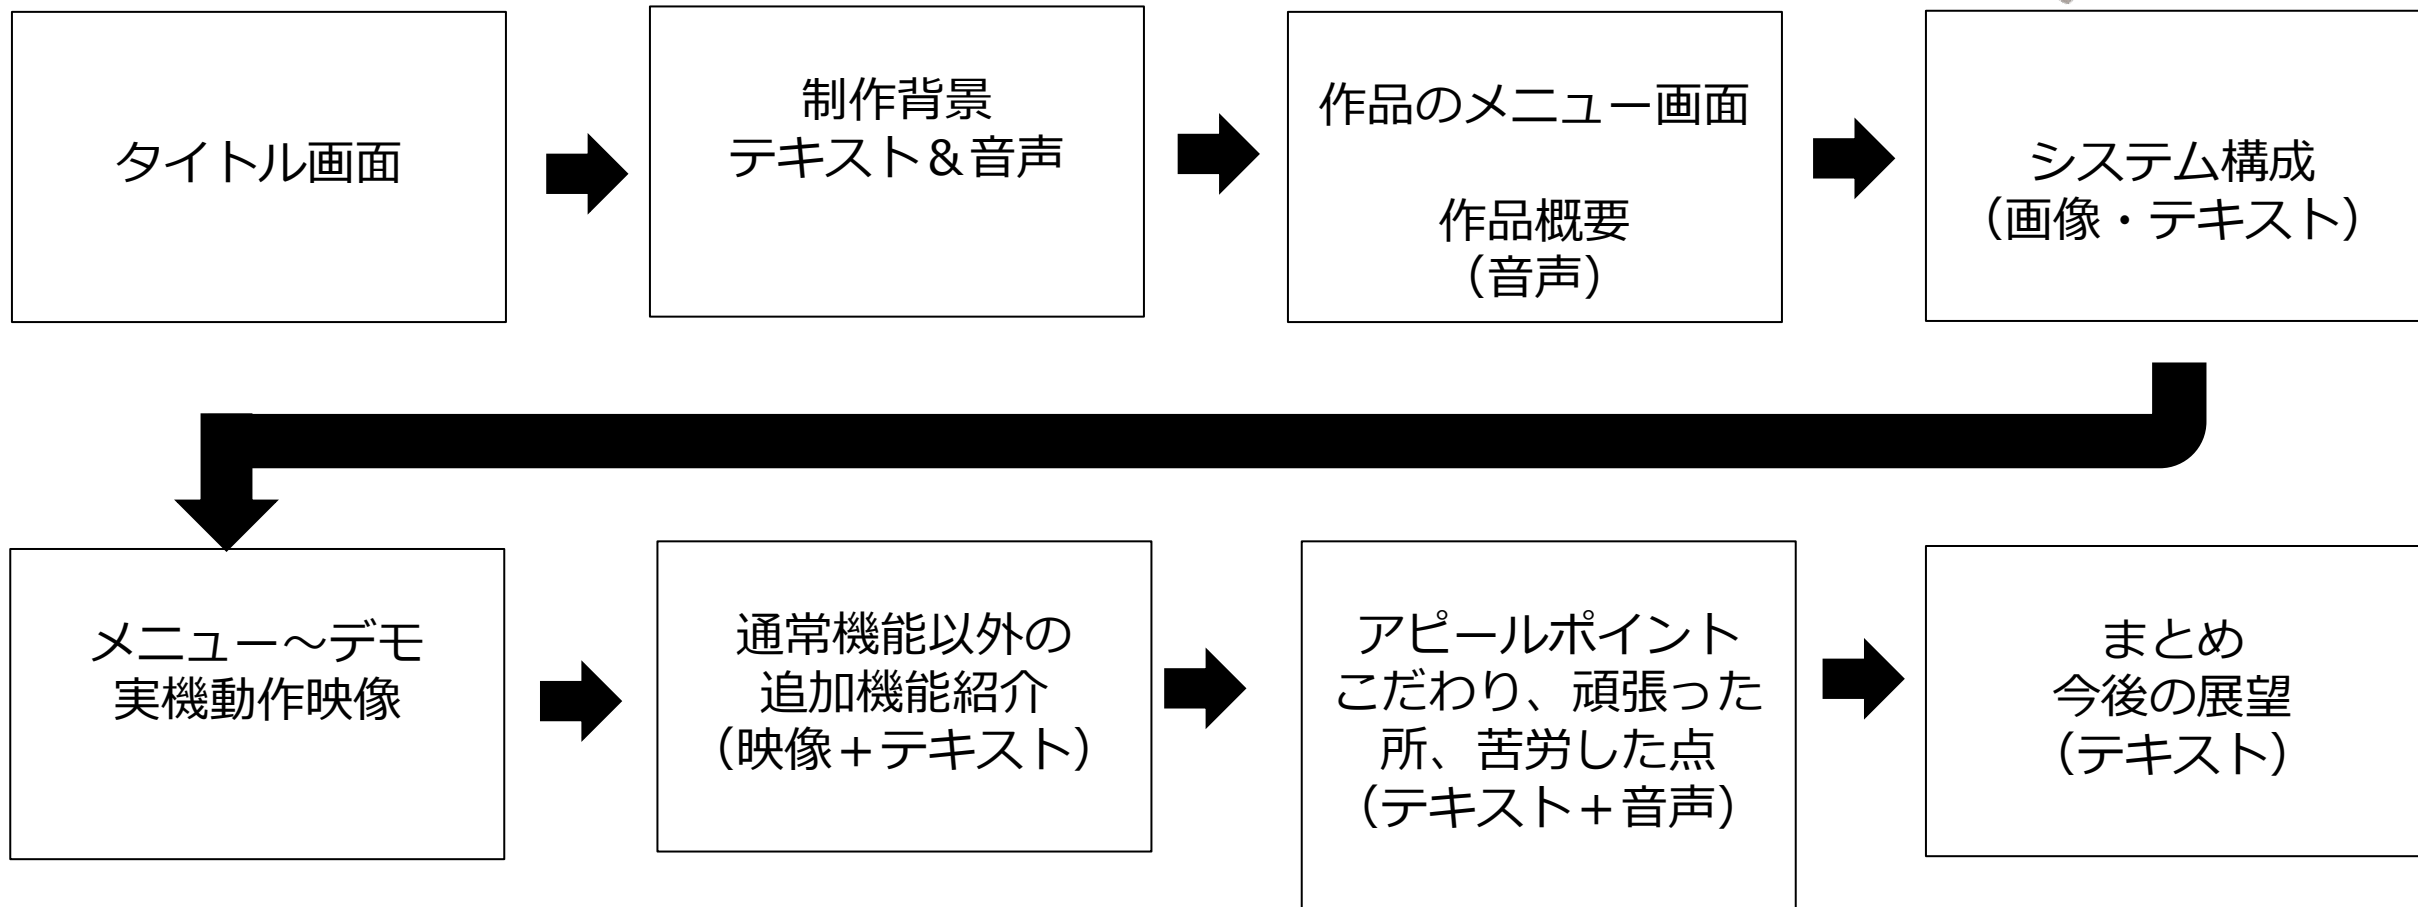 タイトル画面
制作背景
テキスト＆音声
作品のメニュー画面
作品概要
（音声）
システム構成
（画像・テキスト）
メニュー～デモ
実機動作映像
通常機能以外の
追加機能紹介
（映像＋テキスト）
アピールポイント
こだわり、頑張った
所、苦労した点
（テキスト＋音声）
まとめ
今後の展望
（テキスト）